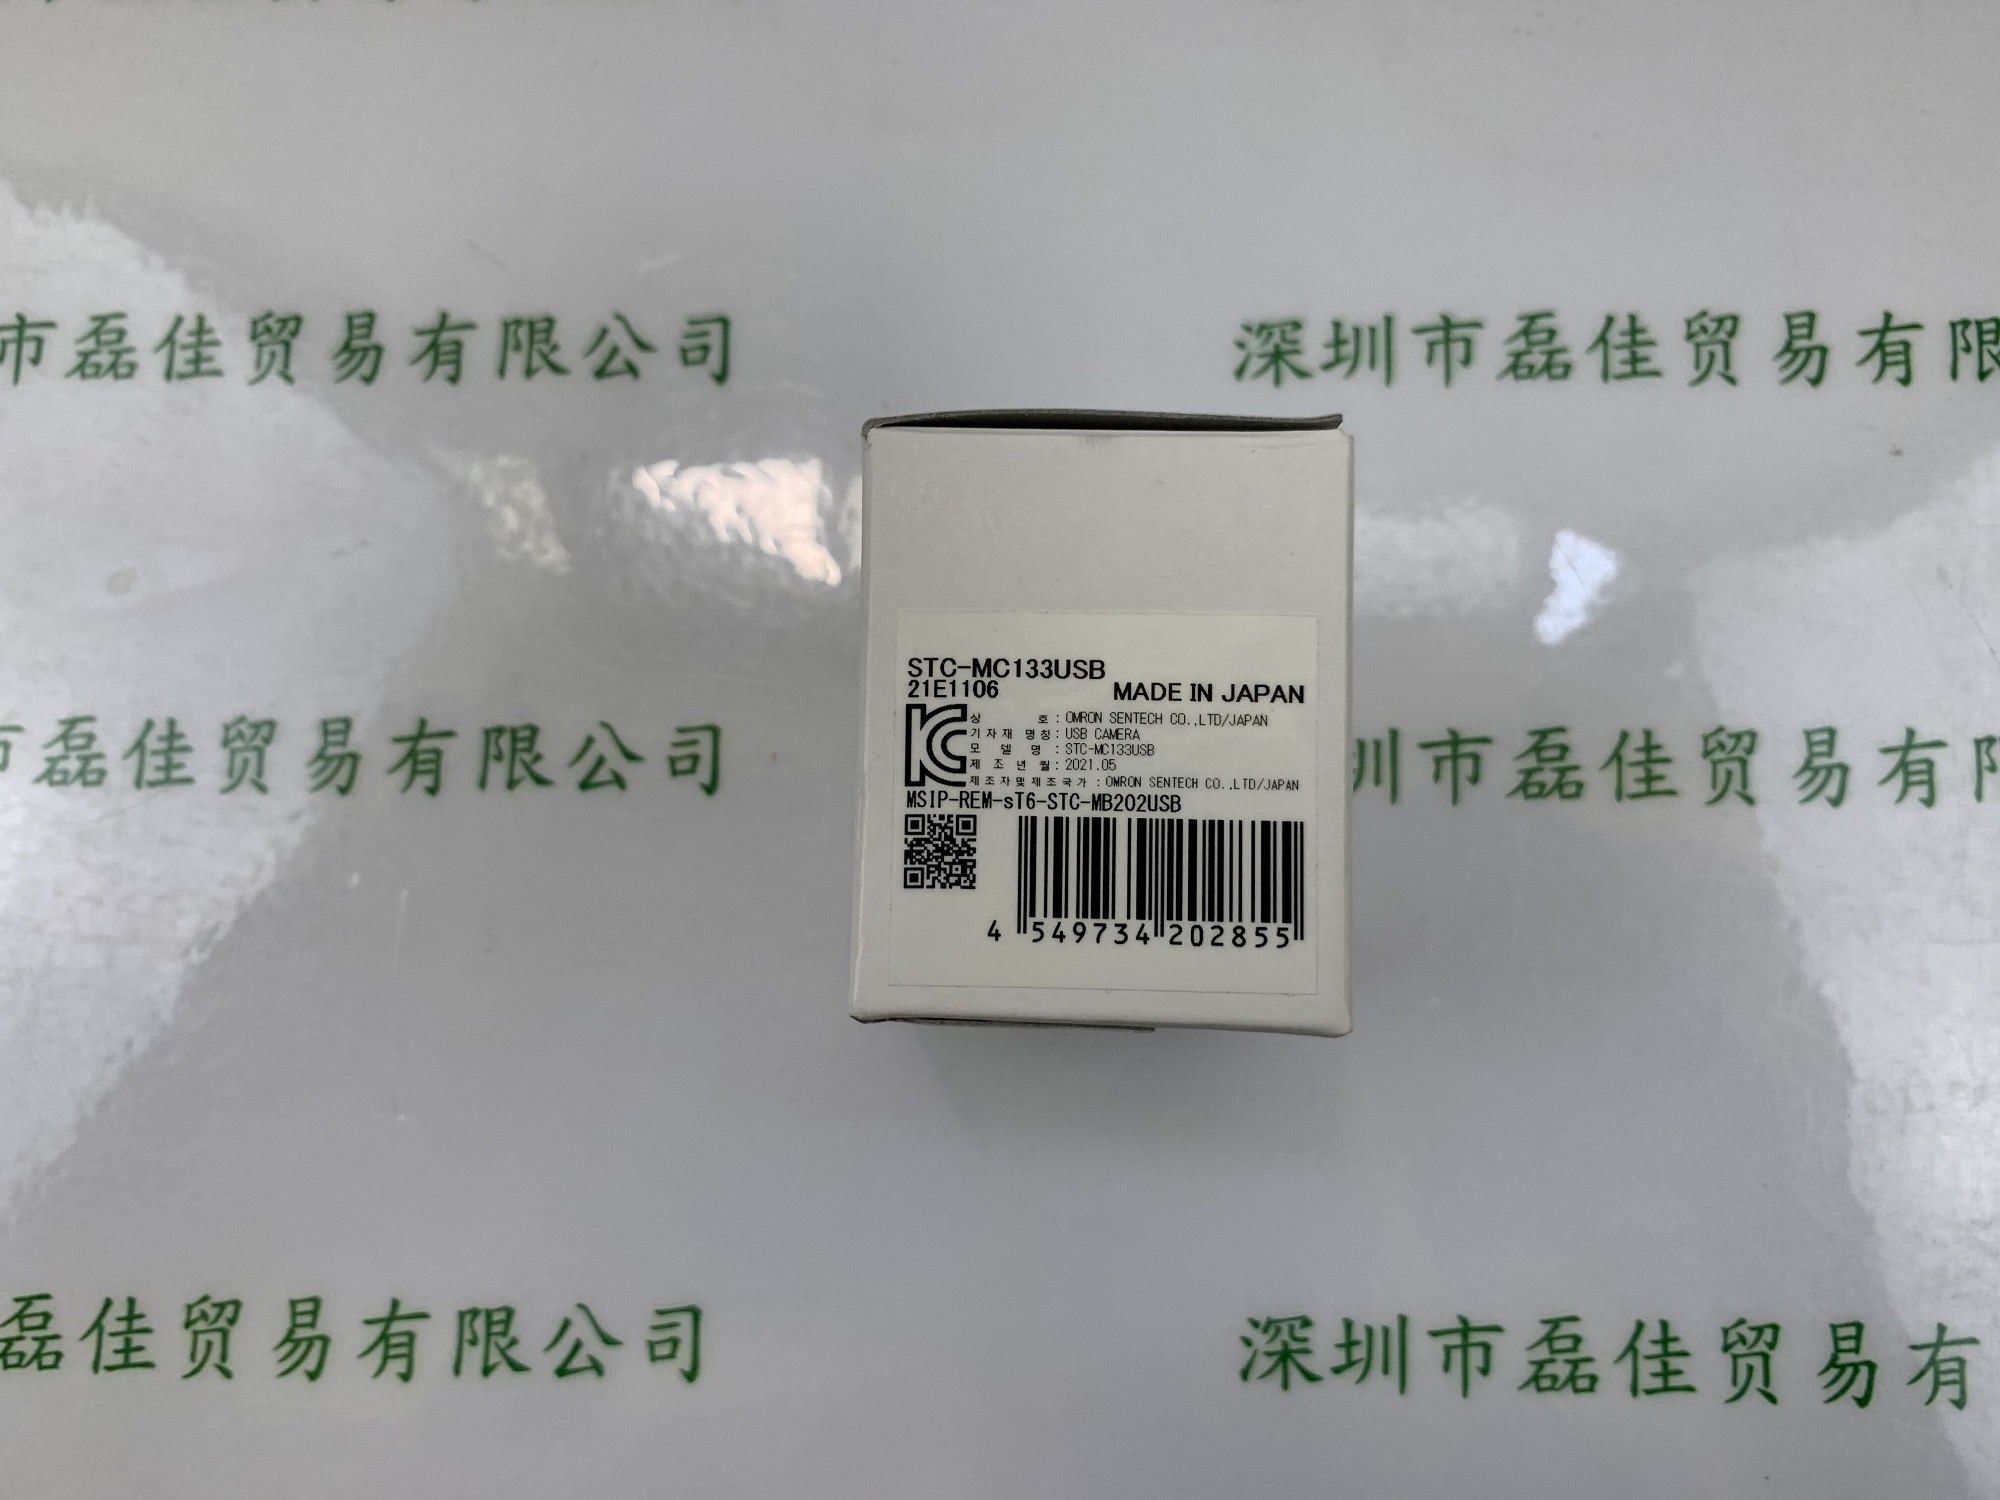 市磊佳贸易有限公司
深圳市磊佳贸易有限
STC-MC133USB
21E1106
MADE IN JAPAN
상 호 : OMRON SENTECH CO.,LTD/JAPAN
기자재 명칭 : USB CAMERA
모 델 명 : STC-MC133USB
제 조 년 월 : 2021.05
제조자및제조국가 : OMRON SENTECH CO.,LTD/JAPAN
MSIP-REM-sT6-STC-MB202USB
4 549734 202855
市磊佳贸易有限公司
圳市磊佳贸易有限
磊佳贸易有限公司
深圳市磊佳贸易有